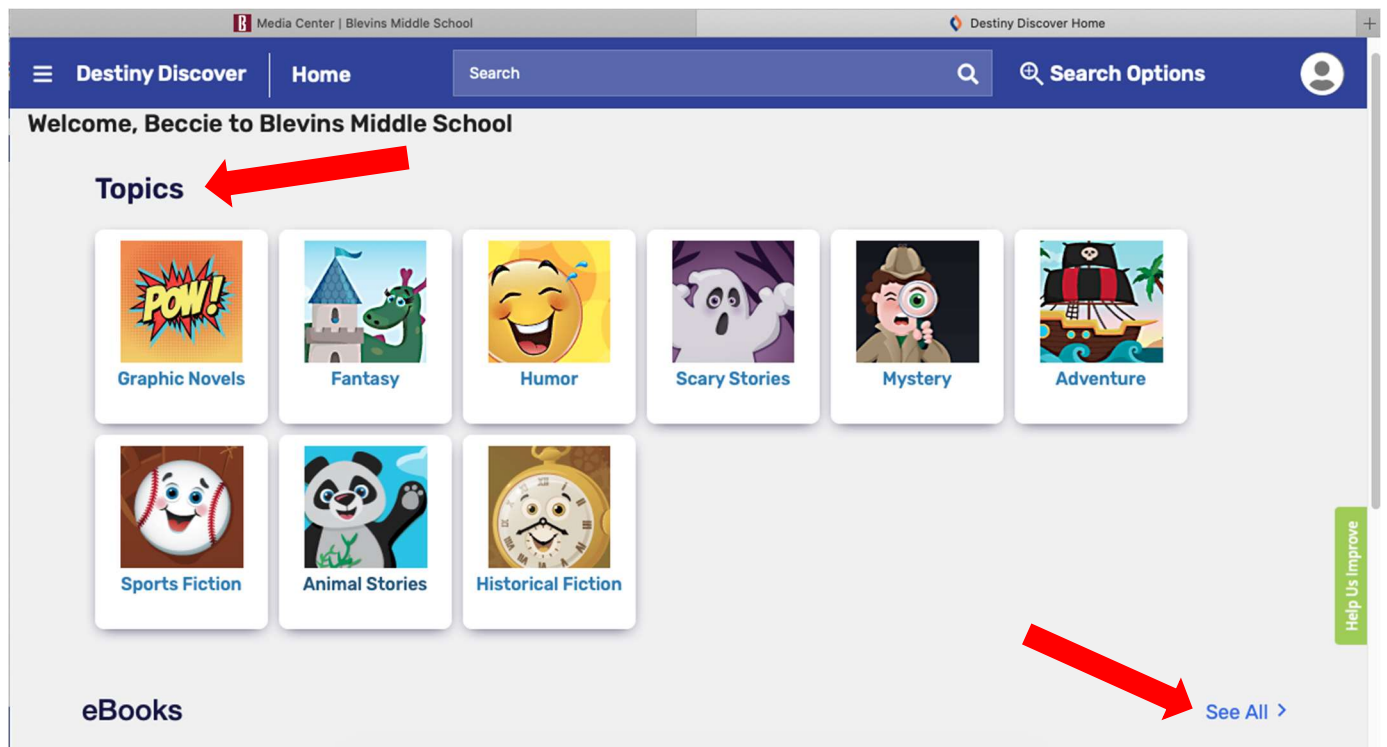 Media Center | Blevins Middle School
Destiny Discover Home
Destiny Discover
Home
Search
Search Options
Welcome, Beccie to Blevins Middle School
Topics
POW!
Graphic Novels
Fantasy
Humor
Scary Stories
Mystery
Adventure
Sports Fiction
Animal Stories
Historical Fiction
Help Us Improve
eBooks
See All >